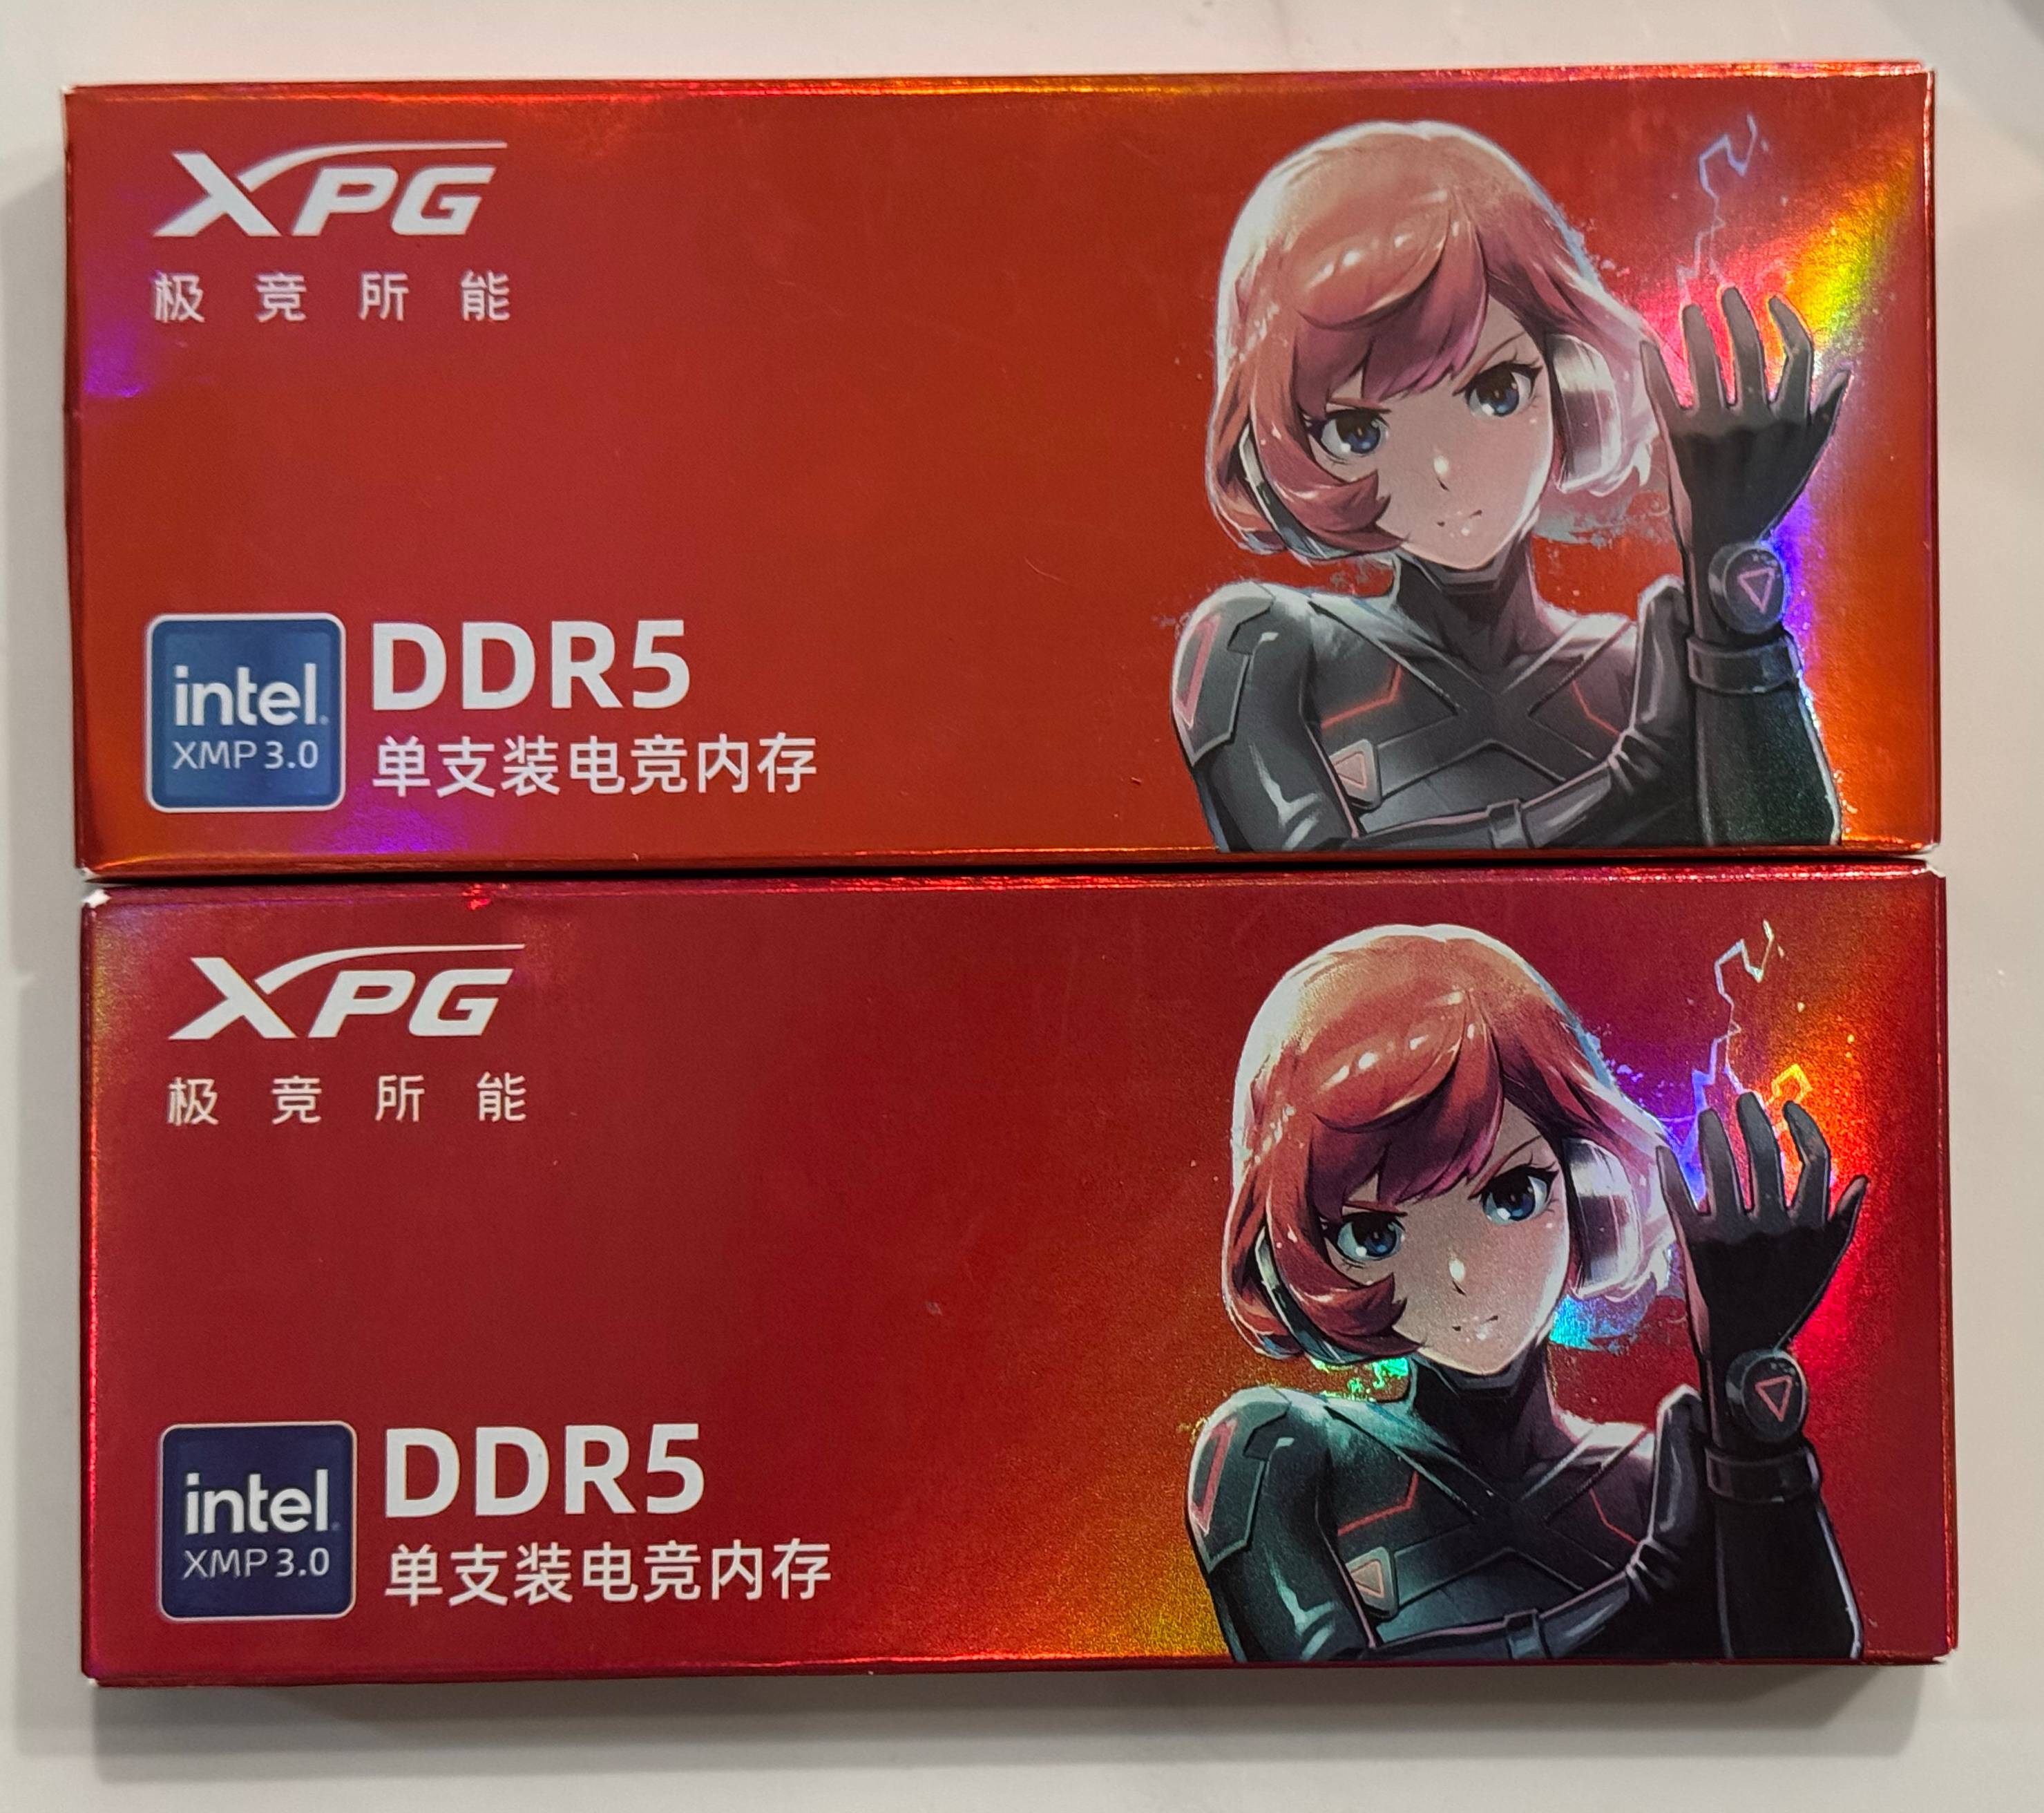 XPG
极竞所能
intel
XMP 3.0
DDR5
单支装电竞内存
XPG
极竞所能
intel
XMP 3.0
DDR5
单支装电竞内存